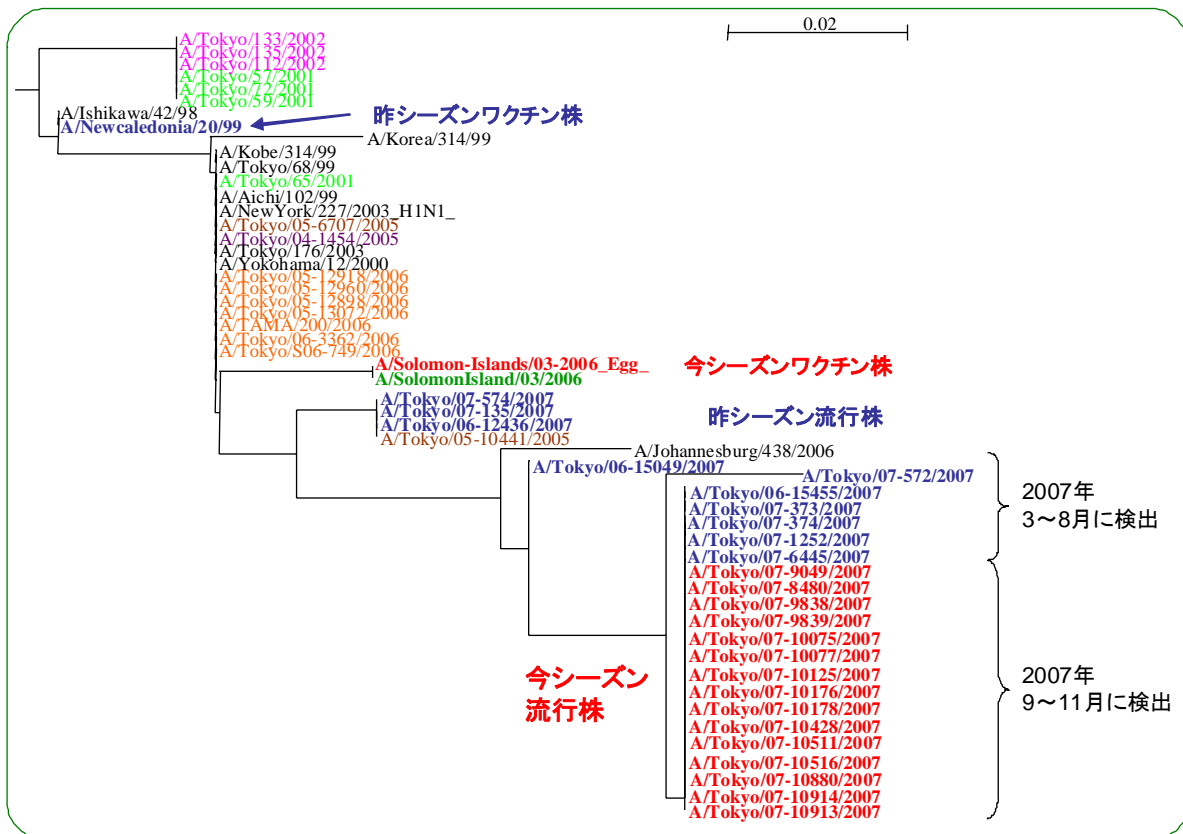 0.02
A/Tokyo/133/2002
A/Tokyo/135/2002
A/Tokyo/112/2002
A/Tokyo/57/2001
A/Tokyo/72/2001
A/Tokyo/59/2001
A/Ishikawa/42/98
A/Newcaledonia/20/99
昨シーズンワクチン株
A/Korea/314/99
A/Kobe/314/99
A/Tokyo/68/99
A/Tokyo/65/2001
A/Aichi/102/99
A/NewYork/227/2003_H1N1_
A/Tokyo/05-6707/2005
A/Tokyo/04-1454/2005
A/Tokyo/176/2003
A/Yokohama/12/2000
A/Tokyo/05-12918/2006
A/Tokyo/05-12960/2006
A/Tokyo/05-12898/2006
A/Tokyo/05-13072/2006
A/TAMA/200/2006
A/Tokyo/06-3362/2006
A/Tokyo/S06-749/2006
A/Solomon-Islands/03-2006_Egg_
今シーズンワクチン株
A/SolomonIsland/03/2006
A/Tokyo/07-574/2007
A/Tokyo/07-135/2007
A/Tokyo/06-12436/2007
昨シーズン流行株
A/Tokyo/05-10441/2005
A/Johannesburg/438/2006
A/Tokyo/06-15049/2007
A/Tokyo/07-572/2007
A/Tokyo/06-15455/2007
A/Tokyo/07-373/2007
A/Tokyo/07-374/2007
A/Tokyo/07-1252/2007
A/Tokyo/07-6445/2007
2007年
3～8月に検出
A/Tokyo/07-9049/2007
A/Tokyo/07-8480/2007
A/Tokyo/07-9838/2007
A/Tokyo/07-9839/2007
A/Tokyo/07-10075/2007
A/Tokyo/07-10077/2007
A/Tokyo/07-10125/2007
A/Tokyo/07-10176/2007
A/Tokyo/07-10178/2007
A/Tokyo/07-10428/2007
A/Tokyo/07-10511/2007
A/Tokyo/07-10516/2007
A/Tokyo/07-10880/2007
A/Tokyo/07-10914/2007
A/Tokyo/07-10913/2007
今シーズン
流行株
2007年
9～11月に検出